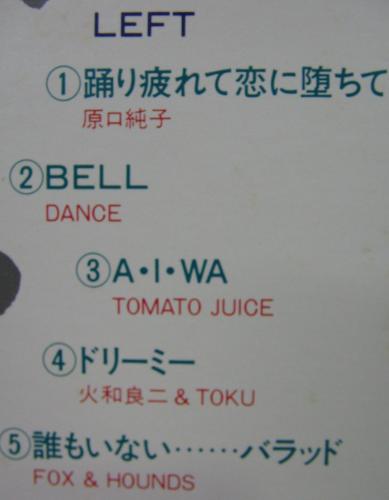 LEFT
①踊り疲れて恋に堕ちて
原口純子
②BELL
DANCE
③A・I・WA
TOMATO JUICE
④ドリーミー
火和良二 & TOKU
⑤誰もいない……バラッド
FOX & HOUNDS